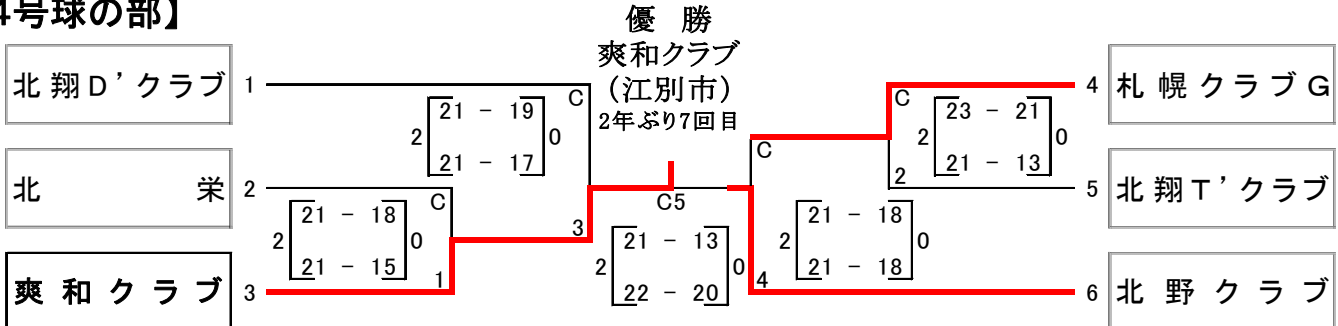 4号球の部】
優 勝
爽和クラブ
(江別市)
2年ぶり7回目
北翔D’クラブ 1
北 栄 2
爽和クラブ 3
C
2 21 - 19 0
21 - 17
C
2 21 - 18 0
21 - 15
1
3
C5
2 21 - 13 0
22 - 20
C
4
2 21 - 18 0
21 - 18
C
2
2 23 - 21 0
21 - 13
4 札幌クラブG
5 北翔T’クラブ
6 北野クラブ